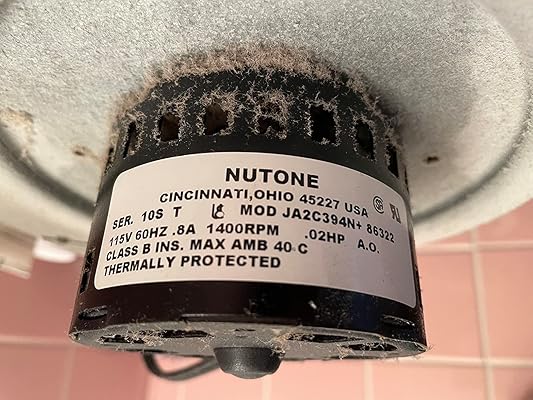 NUTONE
CINCINNATI,OHIO 45227 USA
SER. 10S T MOD JA2C394N+ 86322
115V 60HZ .8A 1400RPM .02HP A.O.
CLASS B INS. MAX AMB 40 C
THERMALLY PROTECTED